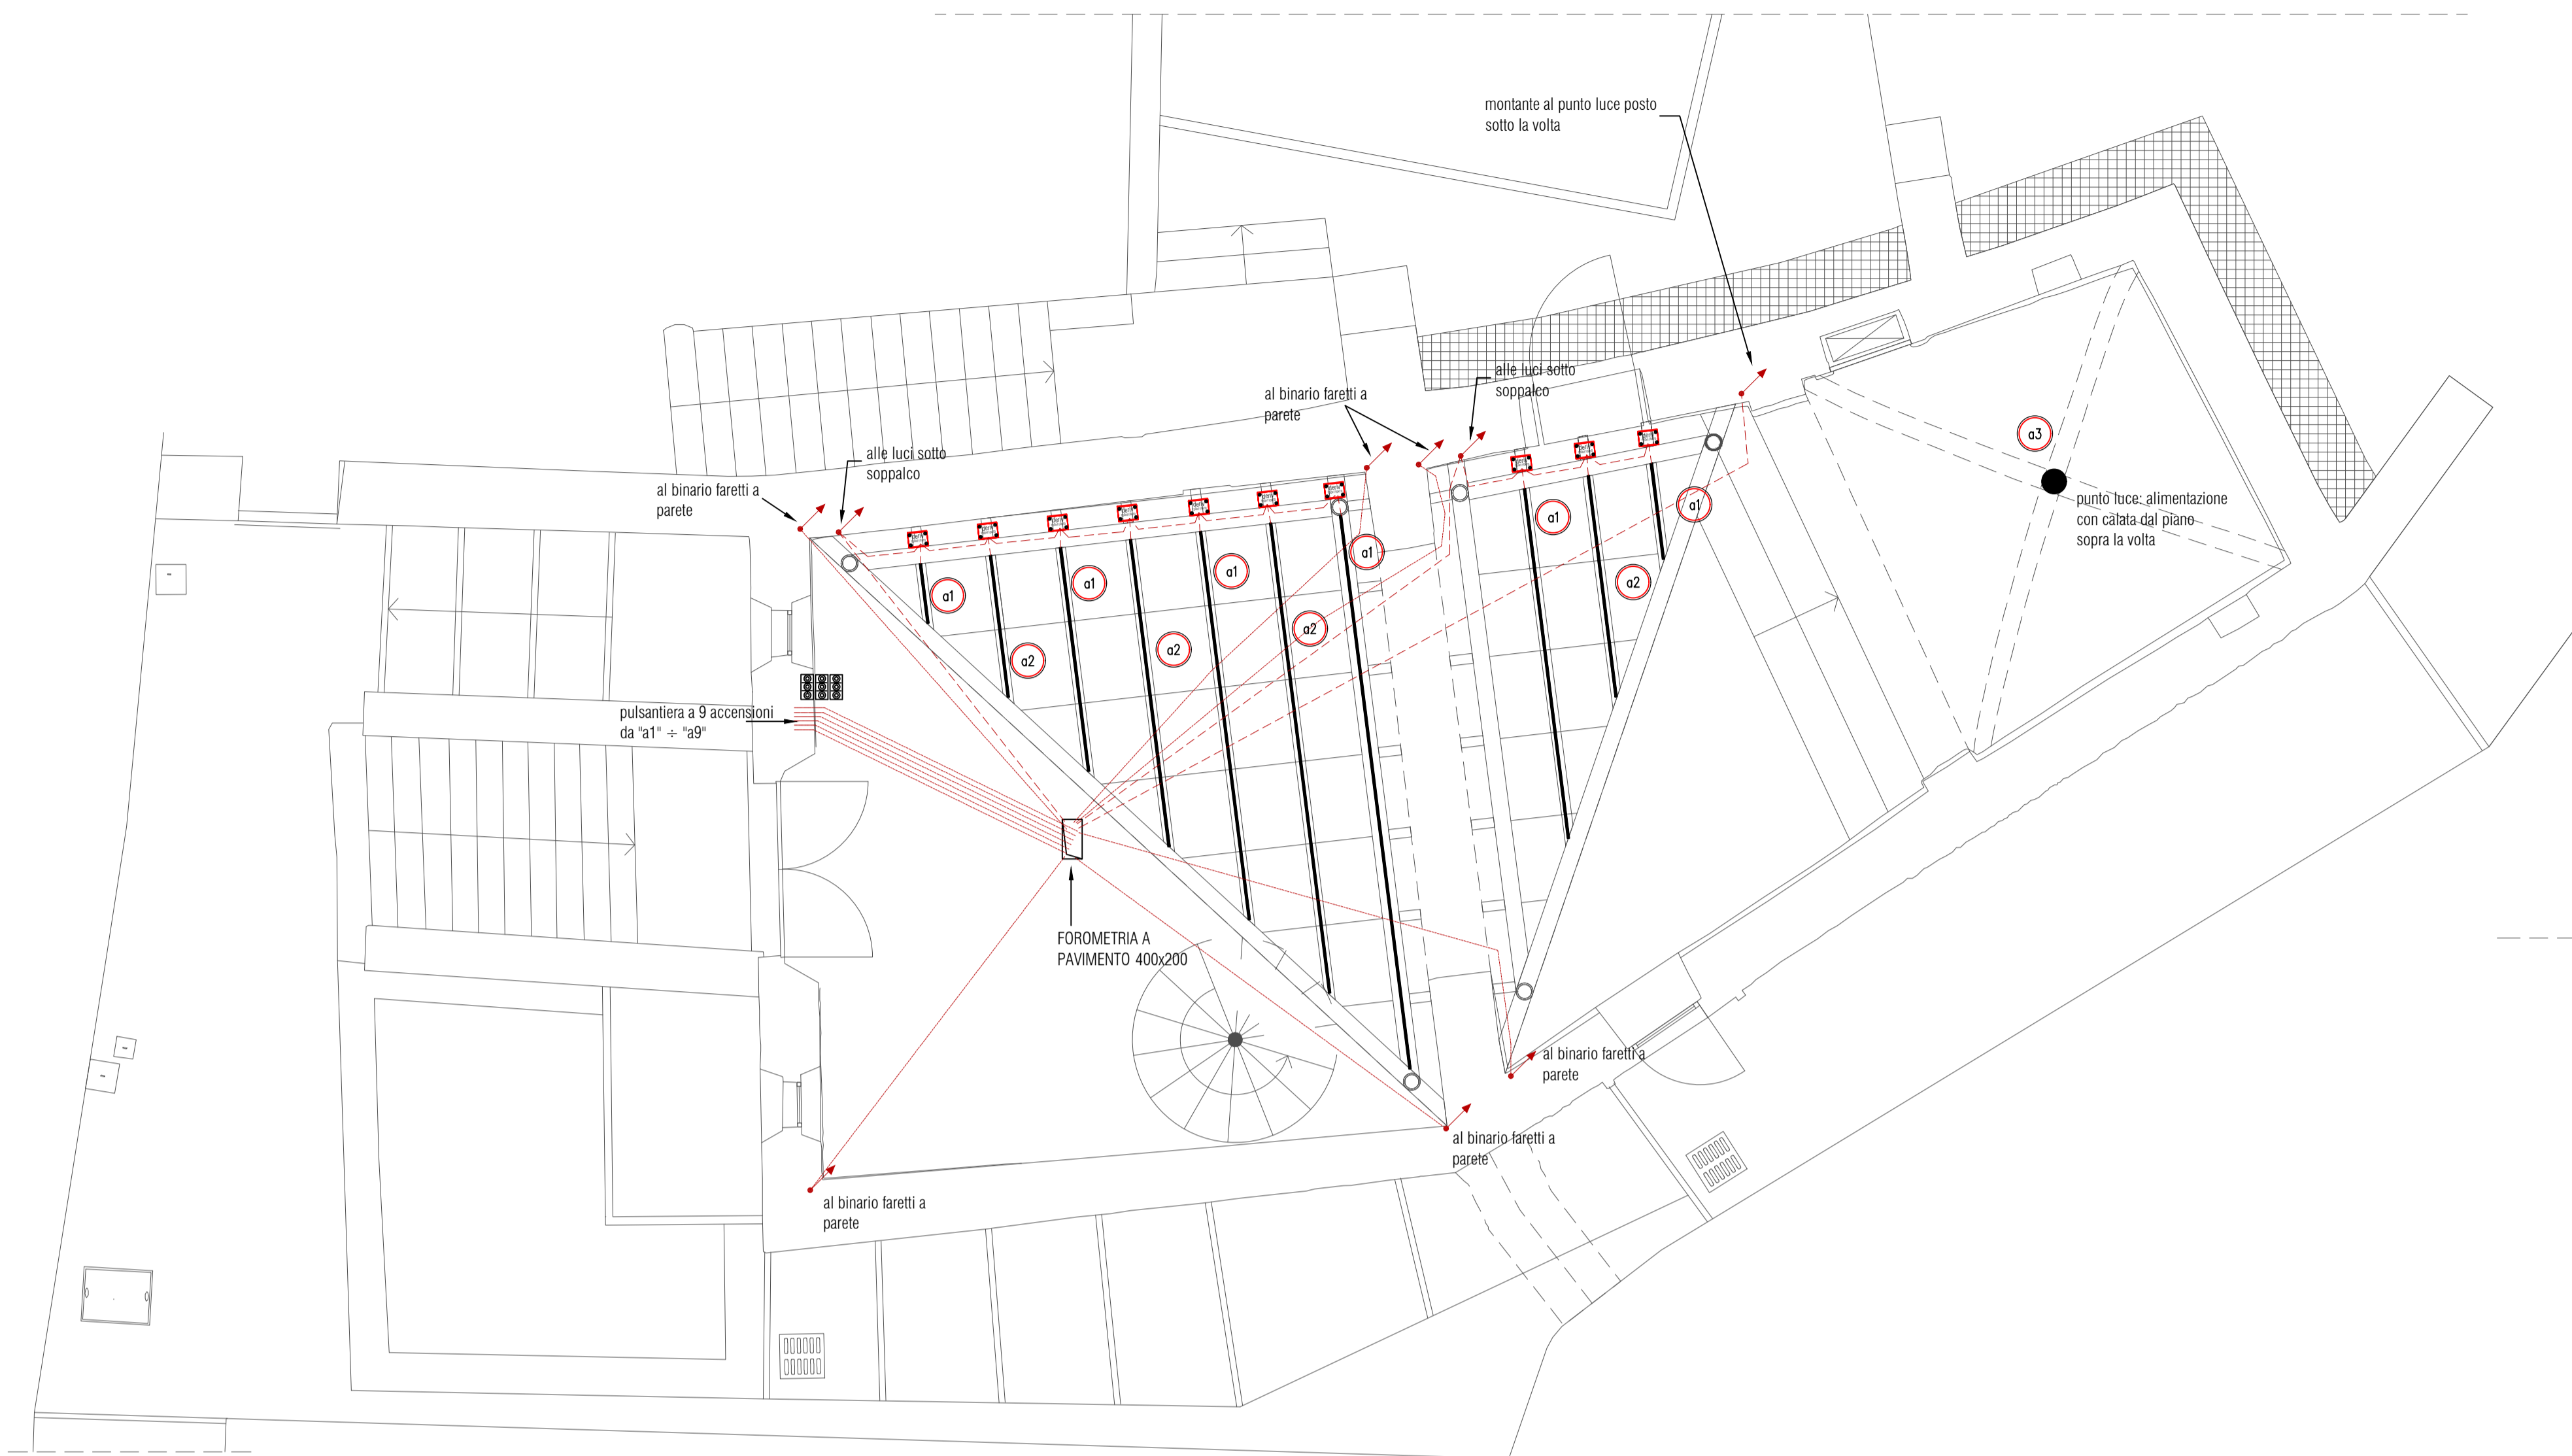 montante al punto luce posto
sotto la volta
alle luci sotto
soppalco
al binario faretti a
parete
alle luci sotto
soppalco
al binario faretti a
parete
a3
punto luce: alimentazione
con calata dal piano
sopra la volta
a1
a1
a1
a1
a1
a1
a2
a2
a2
a2
pulsantiera a 9 accensioni
da "a1" ÷ "a9"
FOROMETRIA A
PAVIMENTO 400x200
al binario faretti a
parete
al binario faretti a
parete
al binario faretti a
parete